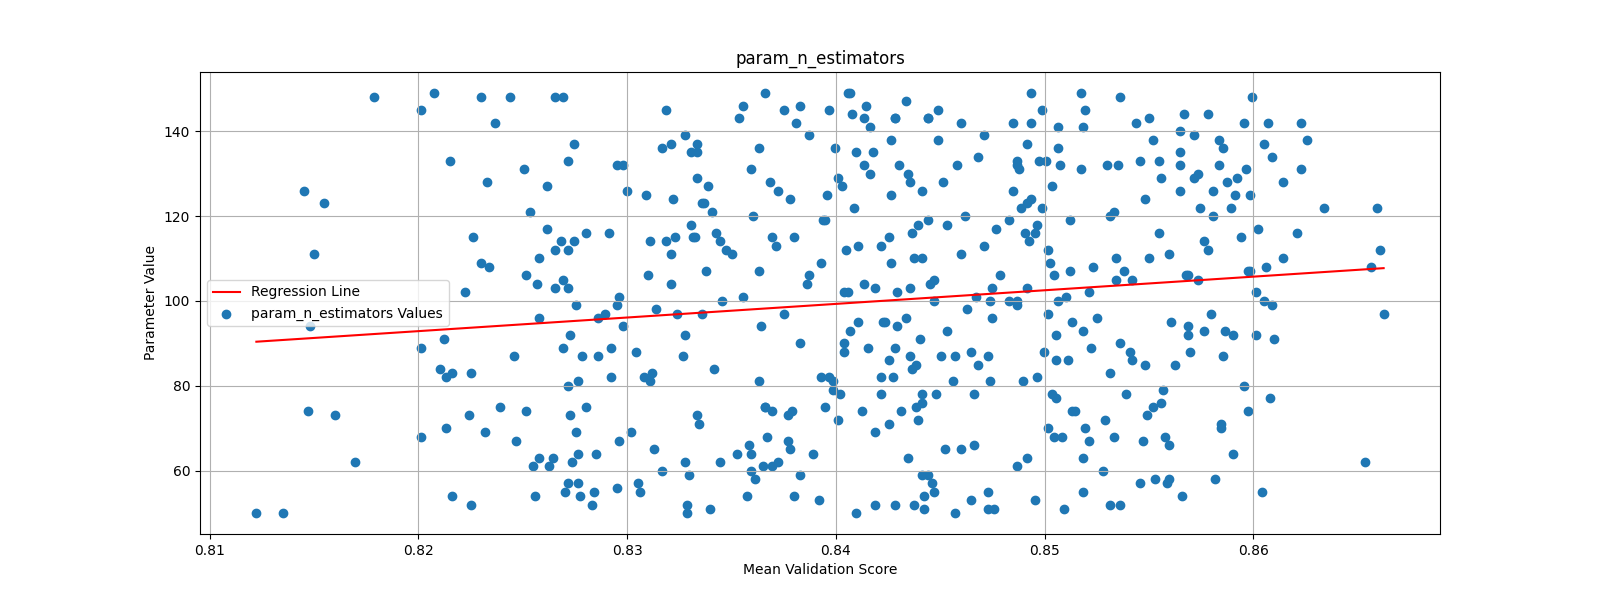 param_n_estimators
140
120
100
80
60
Parameter Value
Regression Line
param_n_estimators Values
0.81 0.82 0.83 0.84 0.85 0.86
Mean Validation Score